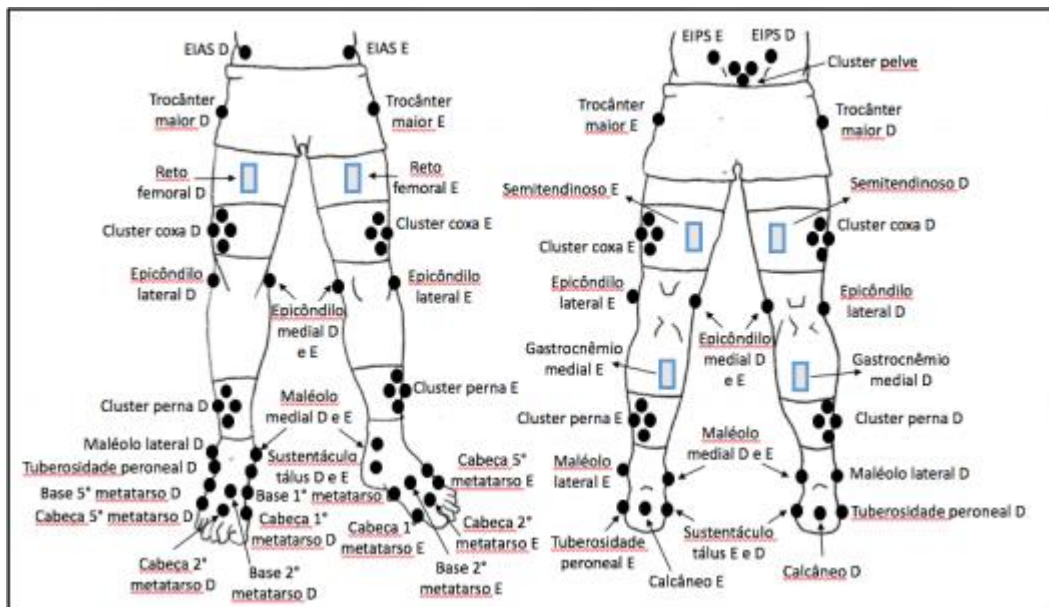 EIAS D
EIAS E
Trocânter
maior D
Trocânter
maior E
Reto
femoral D
Reto
femoral E
Cluster coxa D
Cluster coxa E
Epicôndilo
lateral D
Epicôndilo
lateral E
Epicôndilo
medial D
e E
Cluster perna D
Cluster perna E
Maléolo
medial D e E
Maléolo lateral D
Tuberosidade peroneal D
Sustentáculo
tálus D e E
Base 5° metatarso D
Base 1° metatarso
Cabeça 5°
metatarso E
Cabeça 5° metatarso D
Cabeça 1°
metatarso D
Cabeça 1°
metatarso E
Cabeça 2°
metatarso E
Cabeça 2°
metatarso D
Base 2°
metatarso D
Base 2°
metatarso E
EIPS E
EIPS D
Cluster pelve
Trocânter
maior E
Trocânter
maior D
Semitendinoso E
Semitendinoso D
Cluster coxa E
Cluster coxa D
Epicôndilo
lateral E
Epicôndilo
lateral D
Epicôndilo
medial D
e E
Gastrocnêmio
medial E
Gastrocnêmio
medial D
Cluster perna E
Cluster perna D
Maléolo
medial D e E
Maléolo
lateral E
Maléolo lateral D
Tuberosidade
peroneal E
Sustentáculo
tálus E e D
Tuberosidade peroneal D
Calcâneo E
Calcâneo D